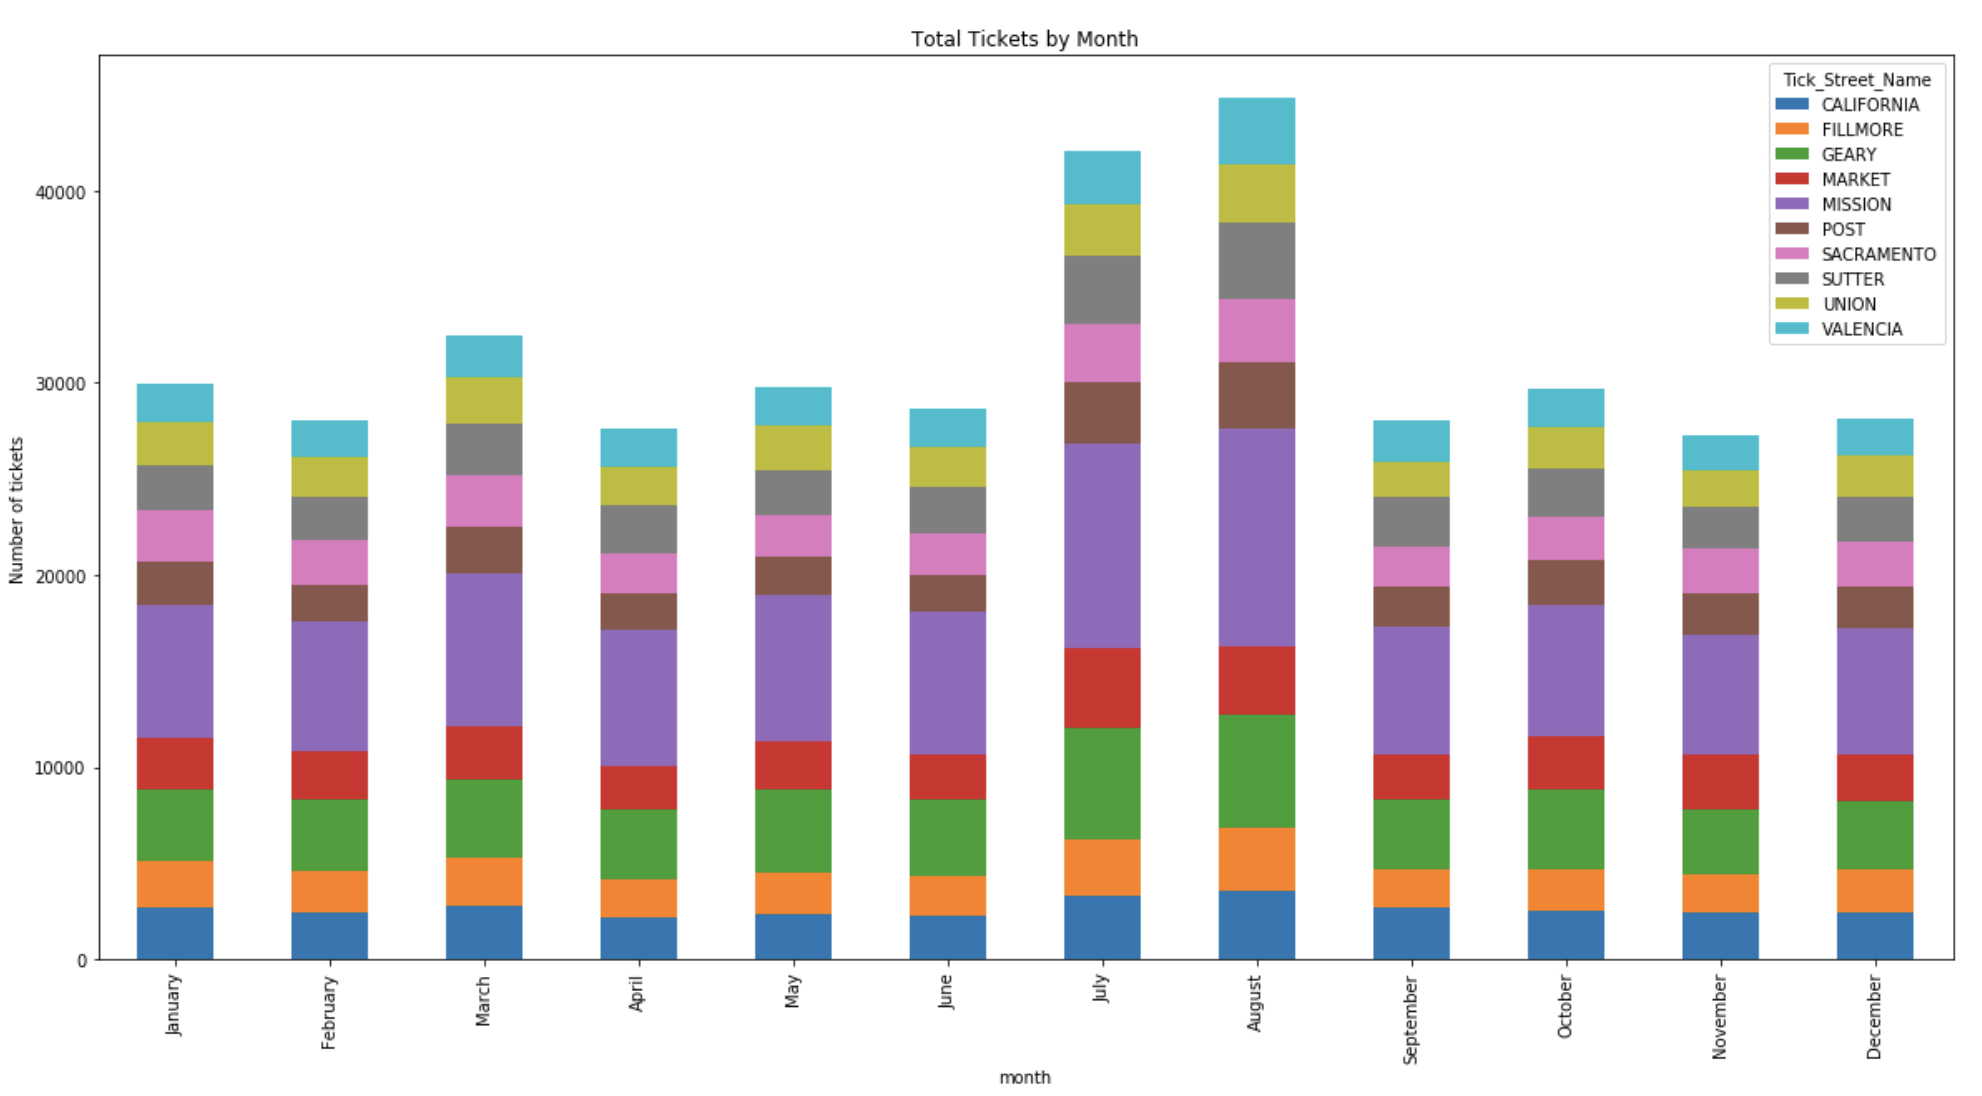 Total Tickets by Month
Tick_Street_Name
CALIFORNIA
FILLMORE
GEARY
MARKET
MISSION
POST
SACRAMENTO
SUTTER
UNION
VALENCIA
Number of tickets
40000
30000
20000
10000
0
January
February
March
April
May
June
July
August
September
October
November
December
month